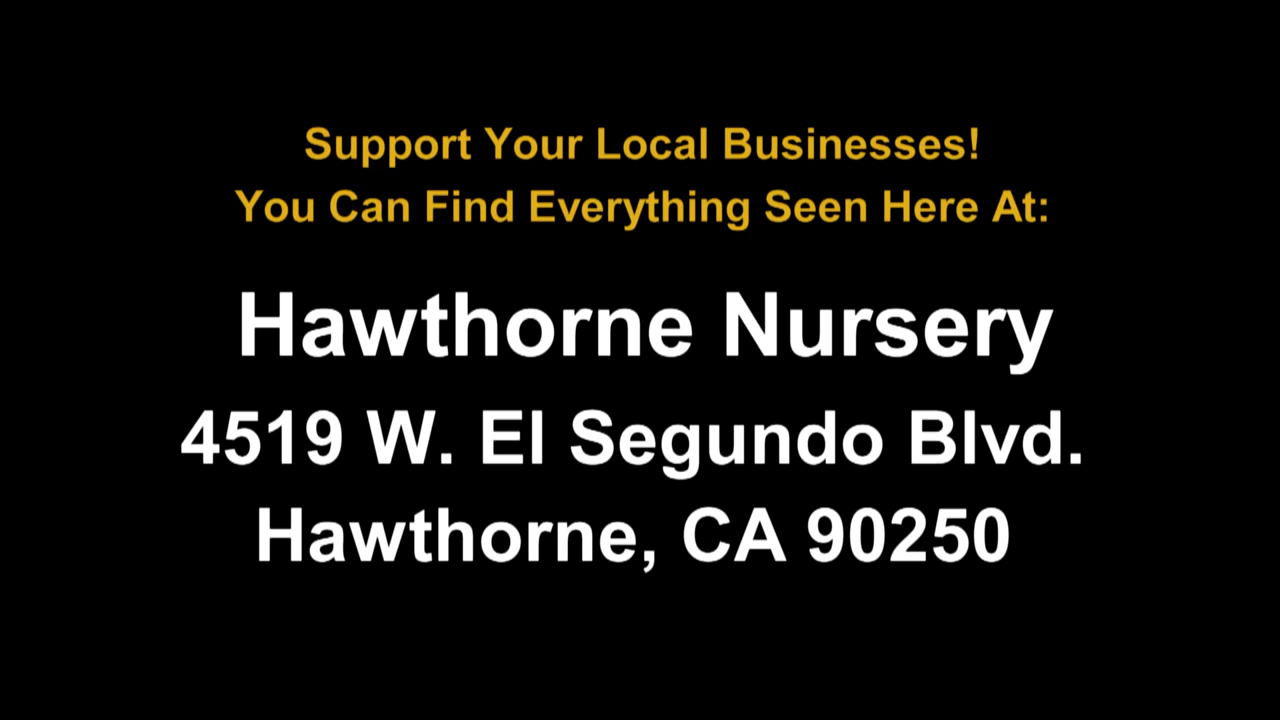 Support Your Local Businesses!
You Can Find Everything Seen Here At:
Hawthorne Nursery
4519 W. El Segundo Blvd.
Hawthorne, CA 90250